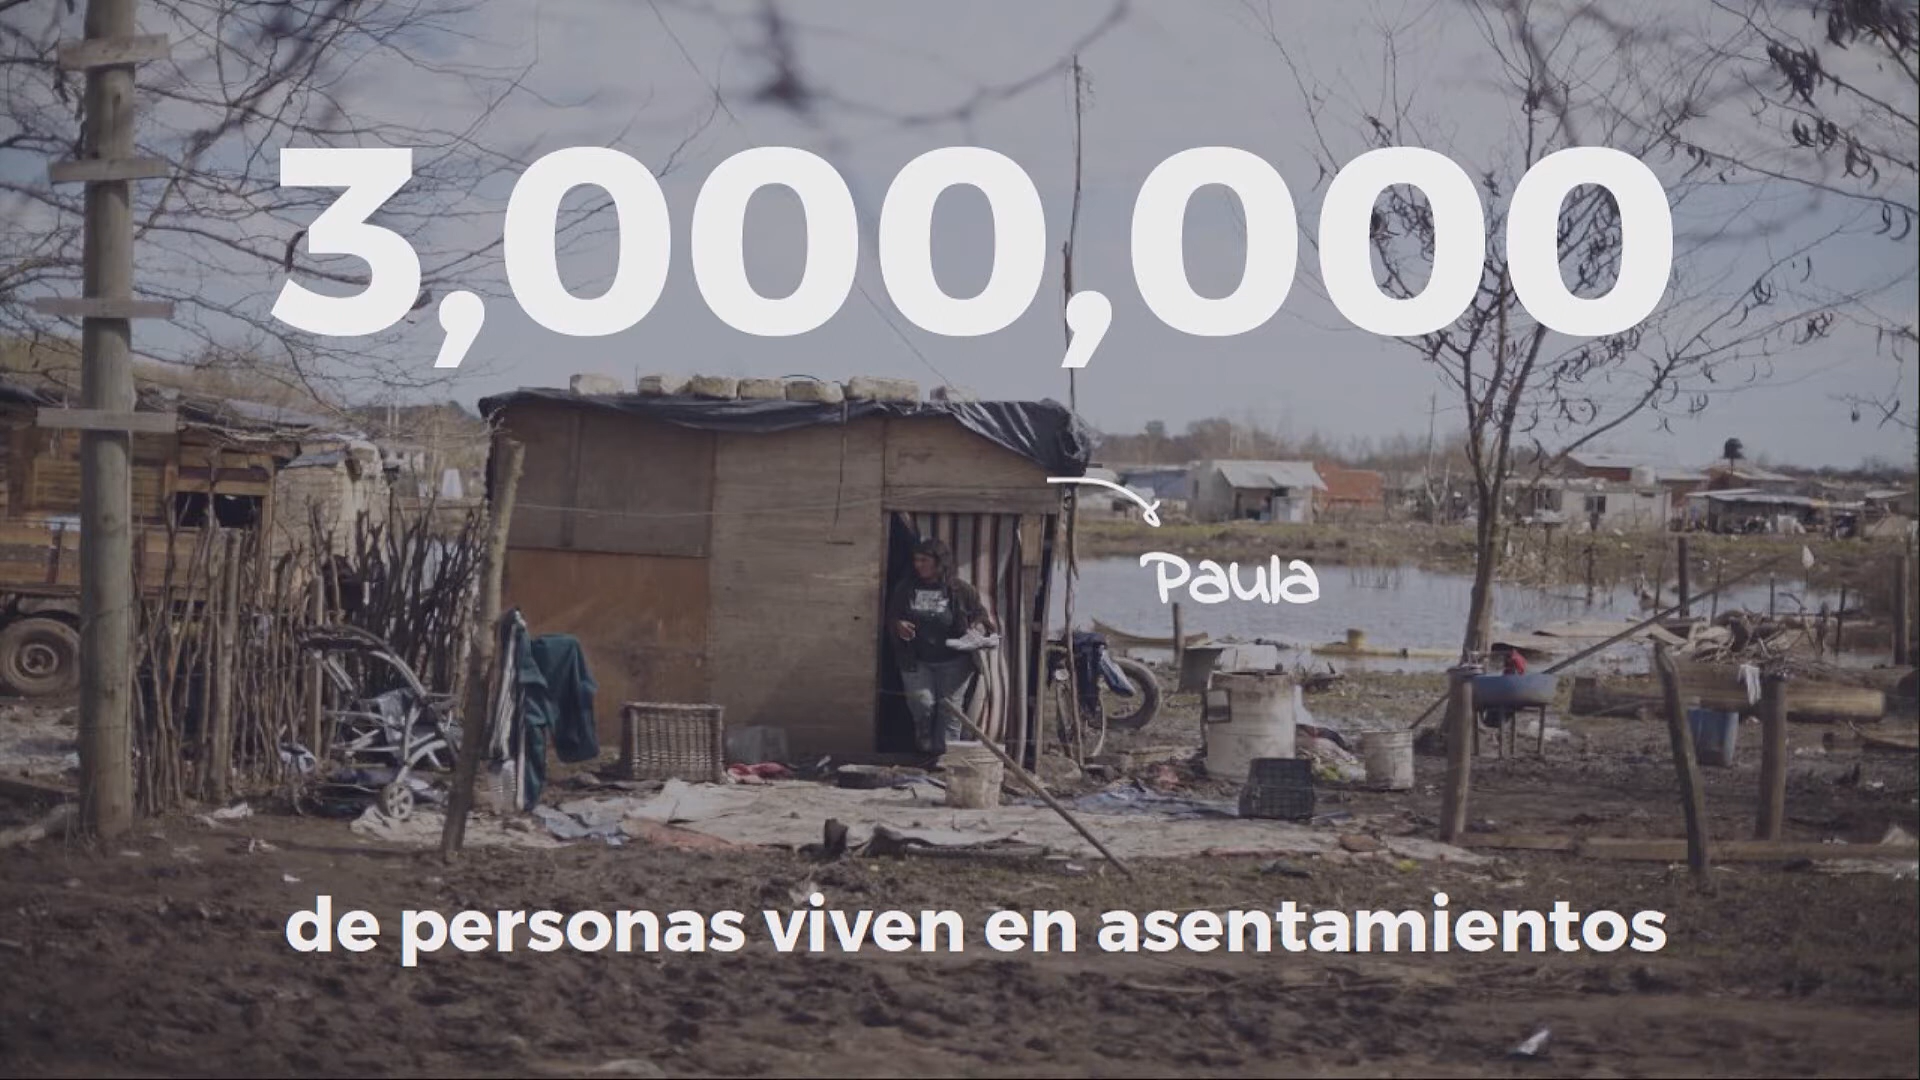 3,000,000
Paula
de personas viven en asentamientos